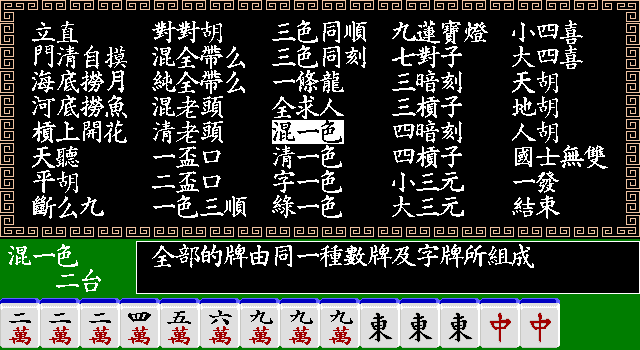 立直 對對胡 三色同順 九蓮寶燈 小四喜
門清自摸 混全帶么 三色同刻 七對子 大四喜
海底撈月 純全帶么 一條龍 三暗刻 天胡
河底撈魚 混老頭 全求人 三槓子 地胡
槓上開花 清老頭 混一色 四暗刻 人胡
天聽 一盃口 清一色 四槓子 國士無雙
平胡 二盃口 字一色 小三元 一發
斷么九 一色三順 綠一色 大三元 結束
混一色 全部的牌由同一種數牌及字牌所組成
二台
二萬 二萬 二萬 四萬 五萬 六萬 九萬 九萬 九萬 東 東 東 中 中